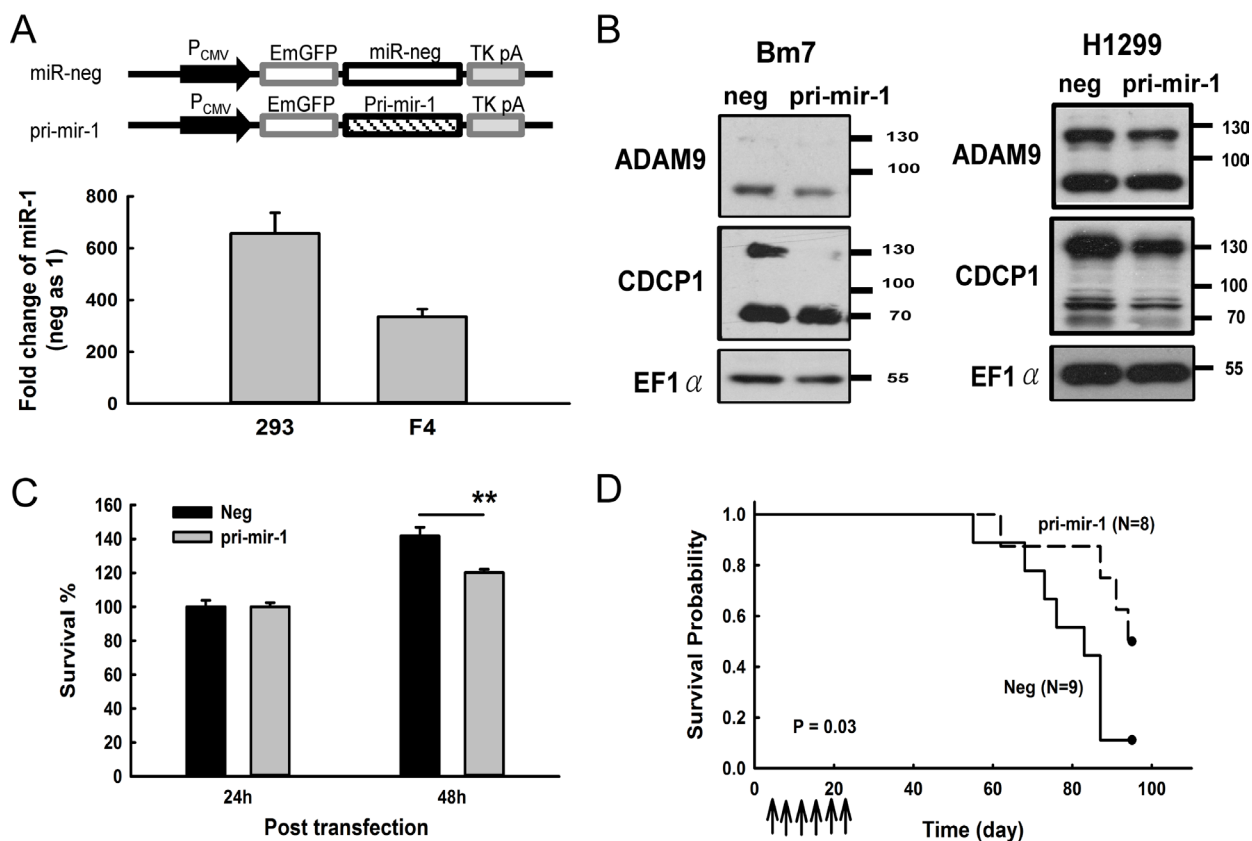 A
P_CMV EmGFP miR-neg TK pA
miR-neg
P_CMV EmGFP Pri-mir-1 TK pA
pri-mir-1
Fold change of miR-1
(neg as 1)
800
600
400
200
0
293 F4
B
Bm7
neg pri-mir-1
ADAM9
130
100
CDCP1
130
100
70
EF1 α
55
H1299
neg pri-mir-1
ADAM9
130
100
CDCP1
130
100
70
EF1 α
55
C
Survival %
160
140
120
100
80
60
40
20
0
Neg
pri-mir-1
**
24h 48h
Post transfection
D
Survival Probability
1.0
0.8
0.6
0.4
0.2
0.0
pri-mir-1 (N=8)
Neg (N=9)
P = 0.03
0 20 40 60 80 100
Time (day)